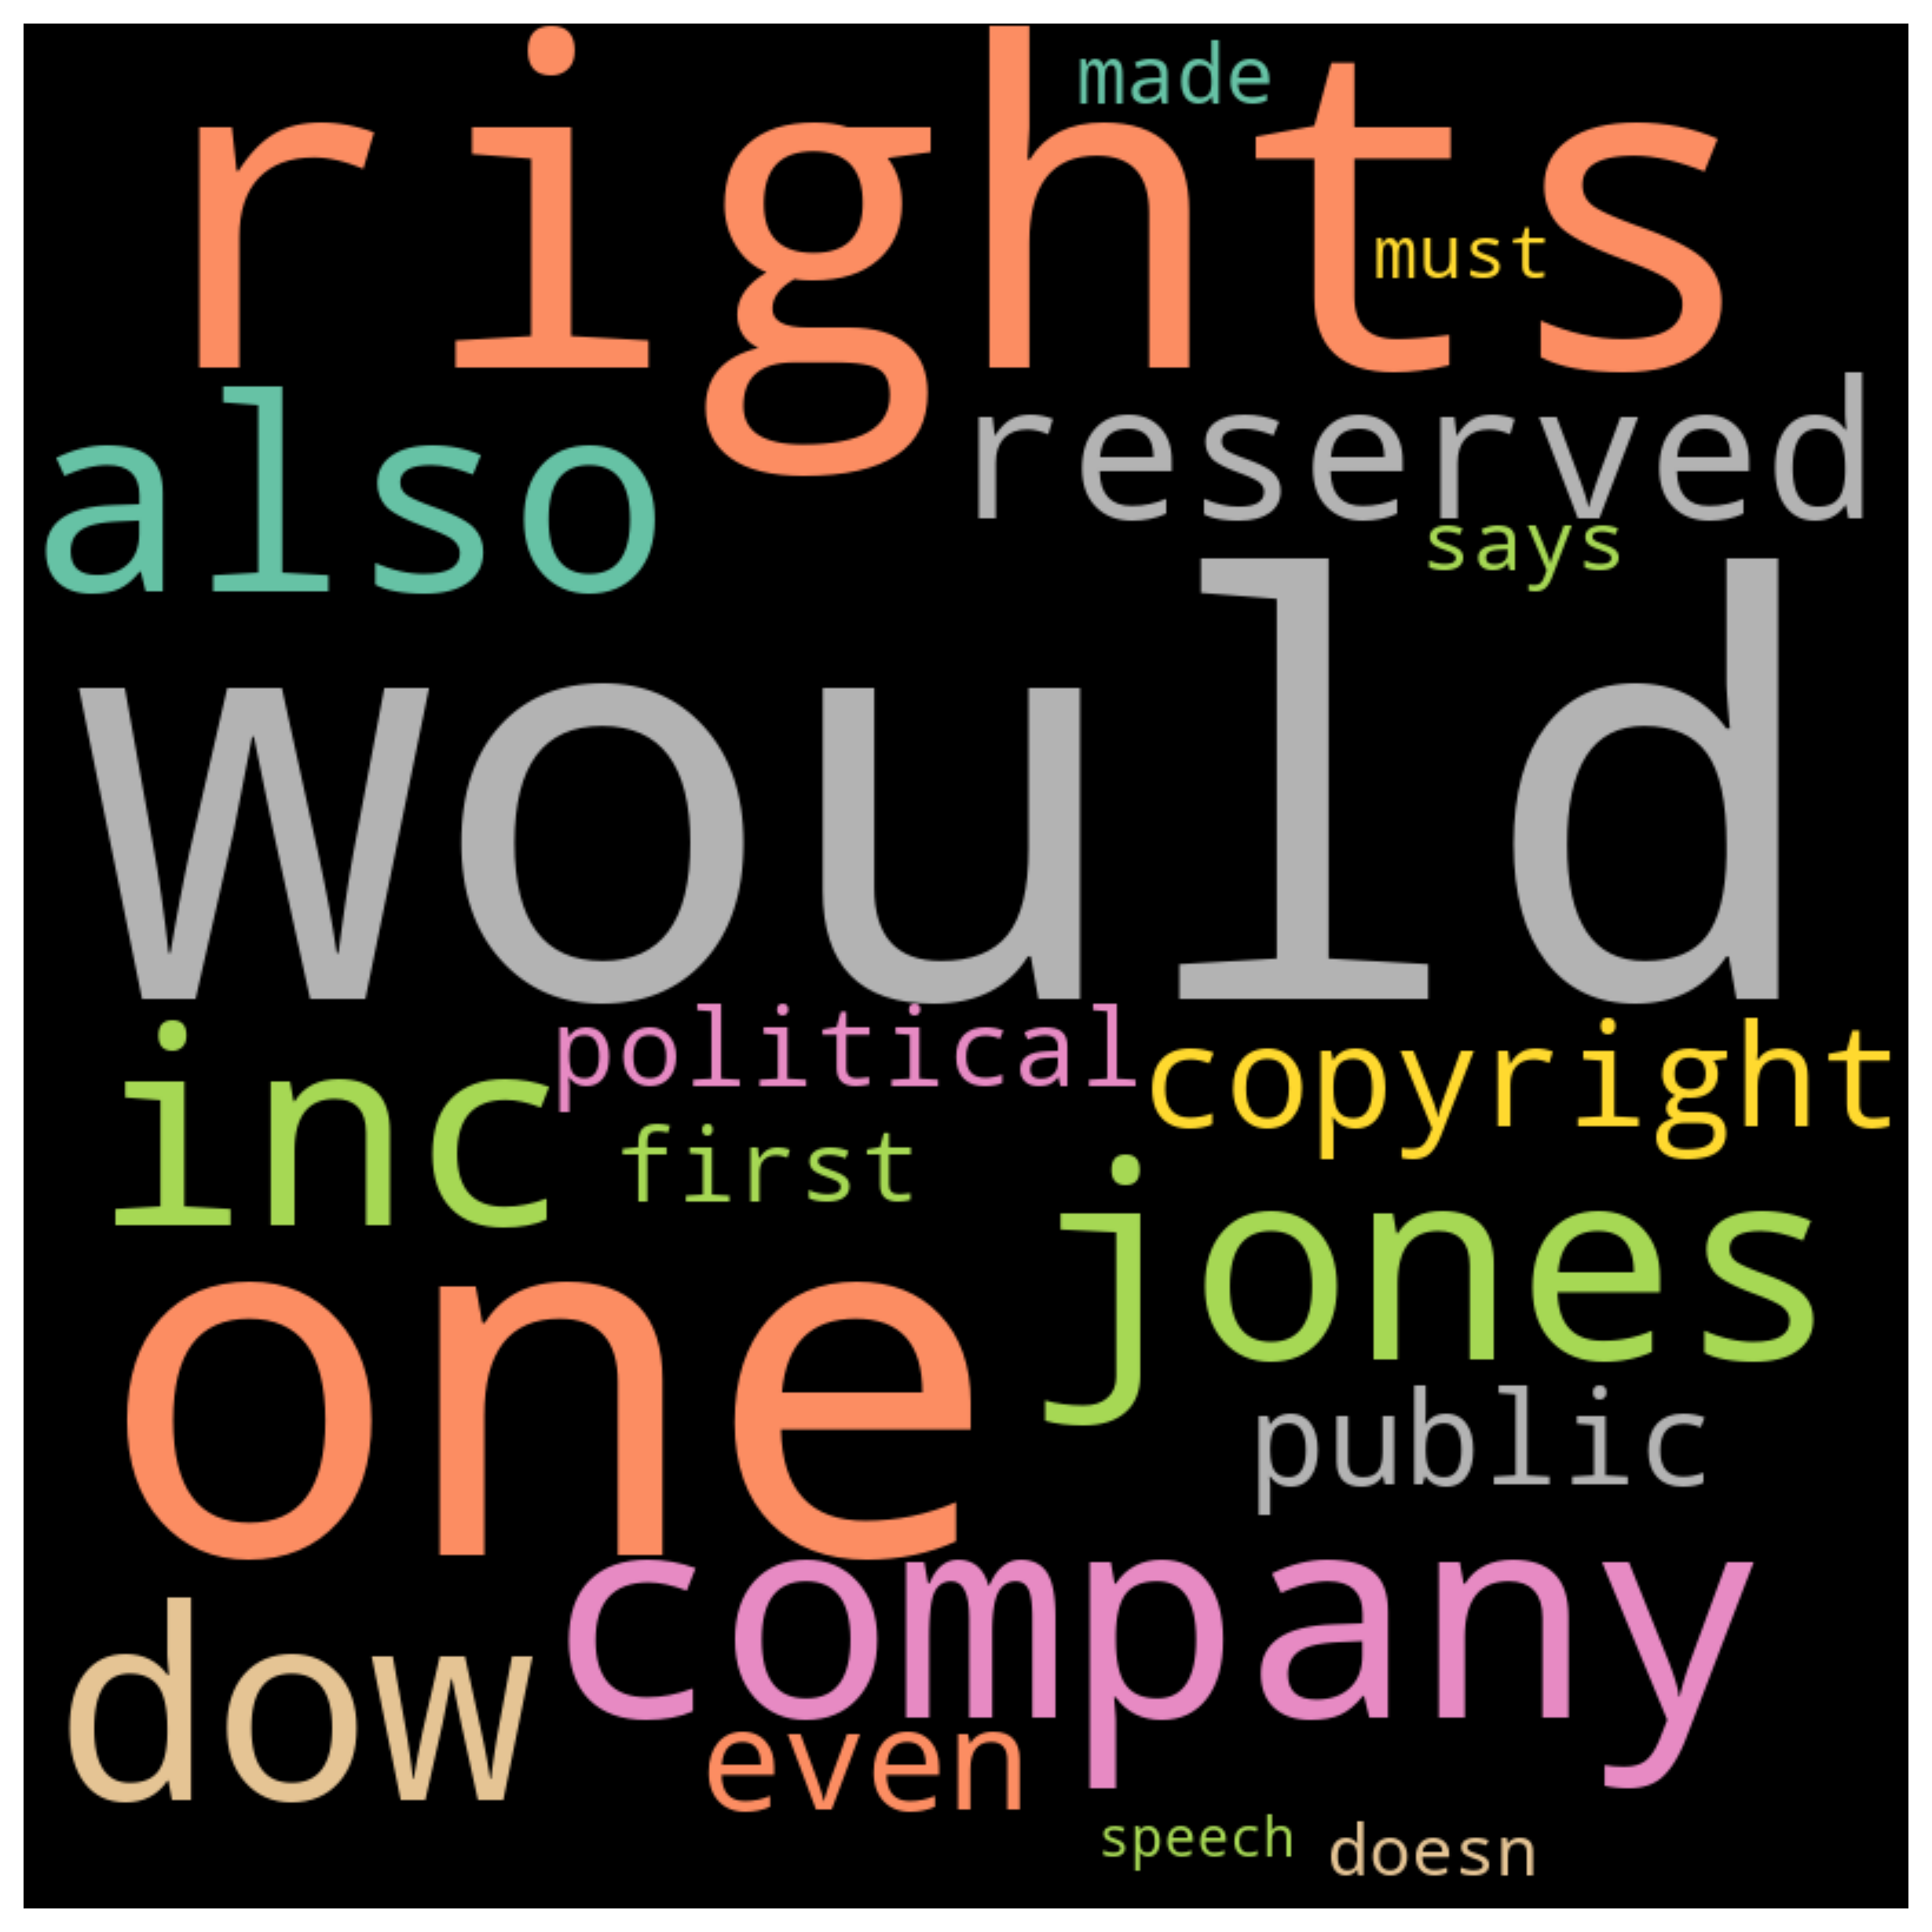 made
rights
must
also
reserved
says
would
political
copyright
inc
first
jones
one
public
company
dow
even
speech
doesn